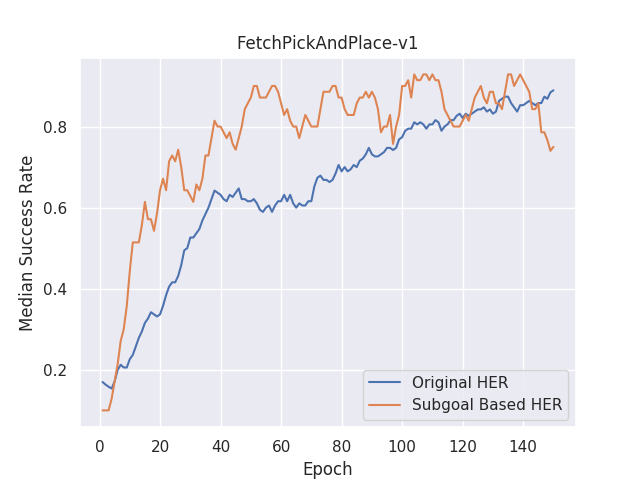 FetchPickAndPlace-v1
Median Success Rate
0.8
0.6
0.4
0.2
0 20 40 60 80 100 120 140
Epoch
Original HER
Subgoal Based HER